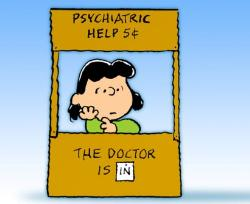 PSYCHIATRIC
HELP 5¢
THE DOCTOR
IS IN